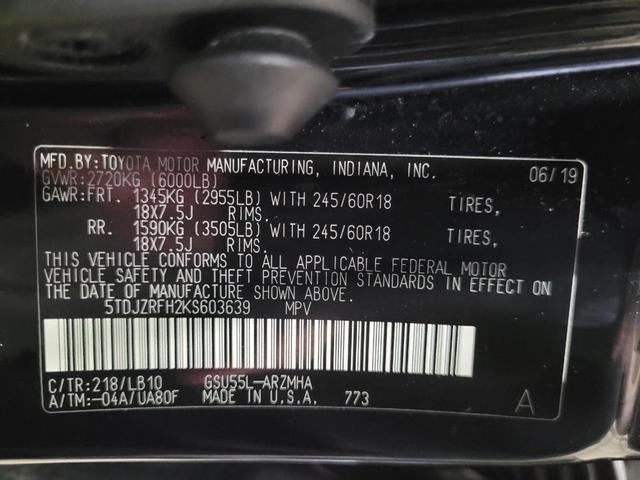 MFD.BY:TOYOTA MOTOR MANUFACTURING, INDIANA, INC. 06/19
GVWR:2720KG (6000LB)
GAWR:FRT. 1345KG (2955LB) WITH 245/60R18 TIRES,
18X7.5J RIMS.
RR. 1590KG (3505LB) WITH 245/60R18 TIRES,
18X7.5J RIMS.
THIS VEHICLE CONFORMS TO ALL APPLICABLE FEDERAL MOTOR
VEHICLE SAFETY AND THEFT PREVENTION STANDARDS IN EFFECT ON
THE DATE OF MANUFACTURE SHOWN ABOVE.
5TDJZRFH2KS603639 MPV
C/TR:218/LB10 GSU55L-ARZMHA
A/TM:-04A/UA80F MADE IN U.S.A. 773 A